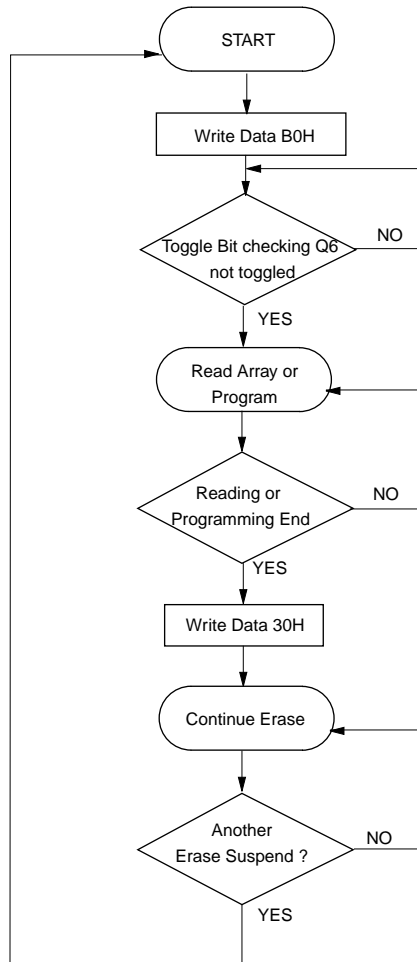 START
Write Data B0H
Toggle Bit checking Q6
not toggled
NO
YES
Read Array or
Program
Reading or
Programming End
NO
YES
Write Data 30H
Continue Erase
Another
Erase Suspend ?
NO
YES